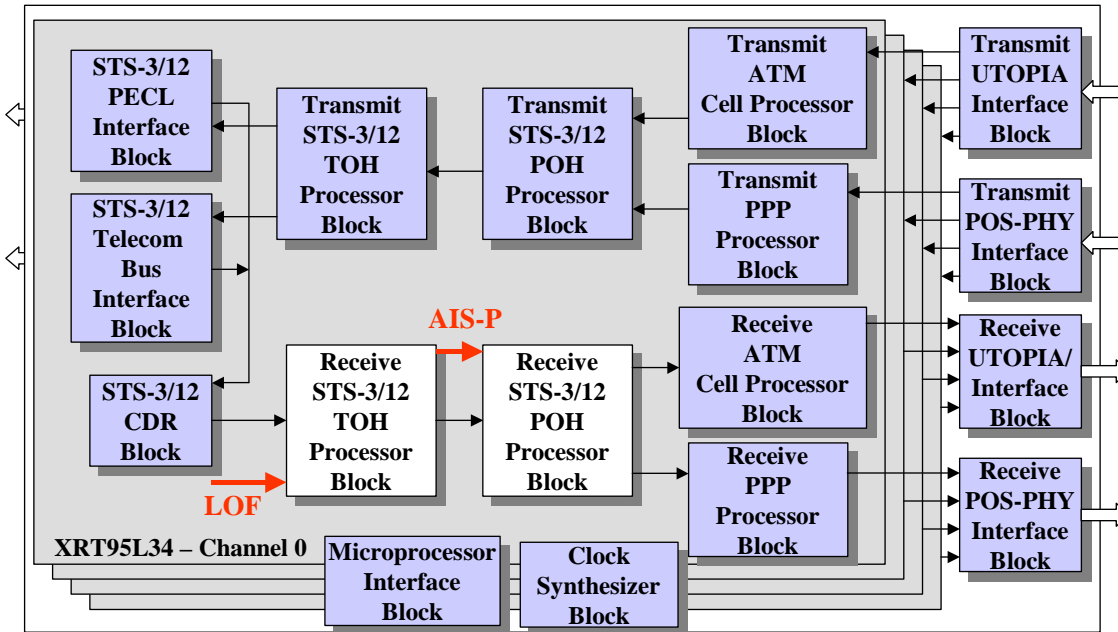 STS-3/12
PECL
Interface
Block
Transmit
STS-3/12
TOH
Processor
Block
Transmit
STS-3/12
POH
Processor
Block
Transmit
ATM
Cell Processor
Block
Transmit
UTOPIA
Interface
Block
STS-3/12
Telecom
Bus
Interface
Block
Transmit
PPP
Processor
Block
Transmit
POS-PHY
Interface
Block
AIS-P
STS-3/12
CDR
Block
Receive
STS-3/12
TOH
Processor
Block
Receive
STS-3/12
POH
Processor
Block
Receive
ATM
Cell Processor
Block
Receive
UTOPIA/
Interface
Block
LOF
Receive
PPP
Processor
Block
Receive
POS-PHY
Interface
Block
XRT95L34 – Channel 0
Microprocessor
Interface
Block
Clock
Synthesizer
Block